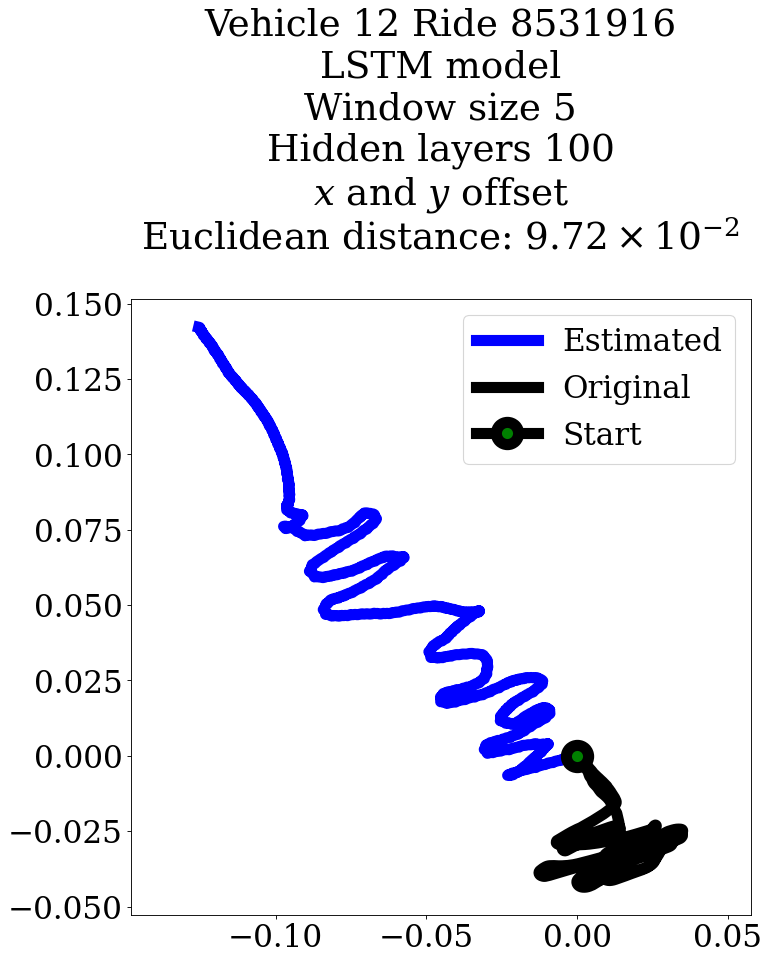 Vehicle 12 Ride 8531916
LSTM model
Window size 5
Hidden layers 100
x and y offset
Euclidean distance: 9.72 × 10⁻²
0.150
0.125
0.100
0.075
0.050
0.025
0.000
−0.025
−0.050
Estimated
Original
Start
−0.10
−0.05
0.00
0.05